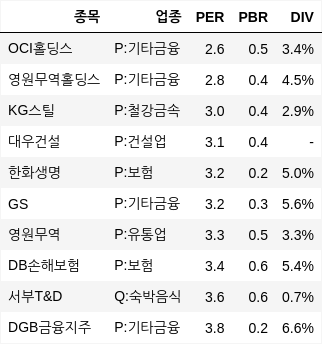 종목 업종 PER PBR DIV
OCI홀딩스 P:기타금융 2.6 0.5 3.4%
영원무역홀딩스 P:기타금융 2.8 0.4 4.5%
KG스틸 P:철강금속 3.0 0.4 2.9%
대우건설 P:건설업 3.1 0.4 -
한화생명 P:보험 3.2 0.2 5.0%
GS P:기타금융 3.2 0.3 5.6%
영원무역 P:유통업 3.3 0.5 3.3%
DB손해보험 P:보험 3.4 0.6 5.4%
서부T&D Q:숙박음식 3.6 0.6 0.7%
DGB금융지주 P:기타금융 3.8 0.2 6.6%